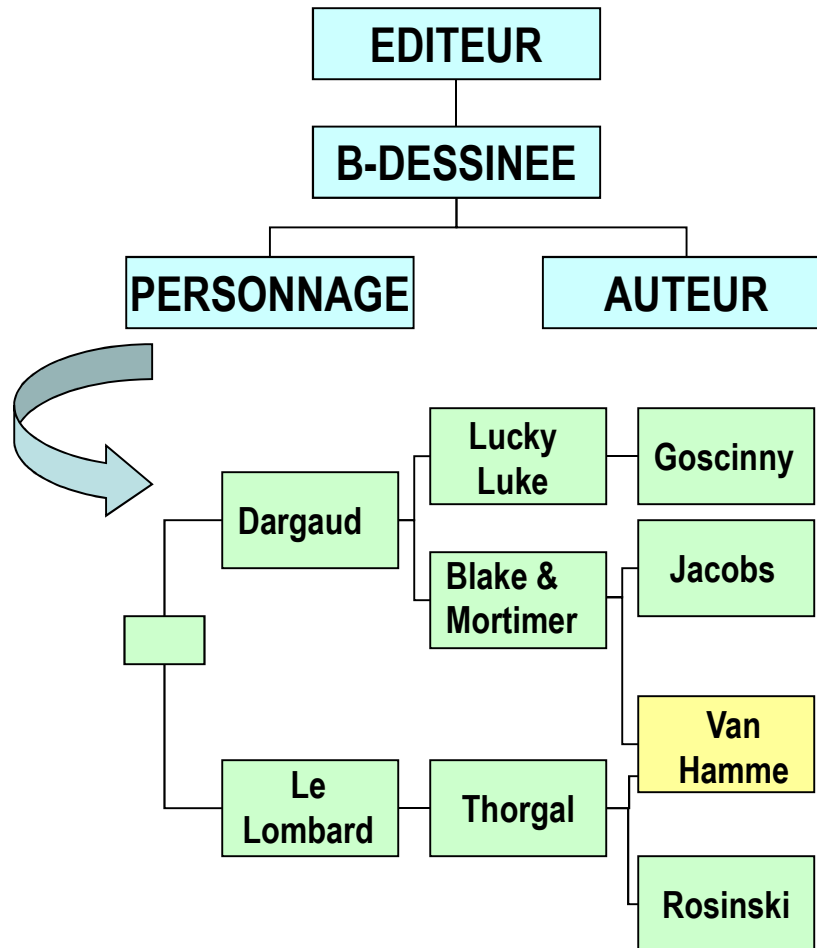 EDITEUR
B-DESSINEE
PERSONNAGE
AUTEUR
Lucky
Luke
Goscinny
Dargaud
Blake &
Mortimer
Jacobs
Van
Hamme
Le
Lombard
Thorgal
Rosinski